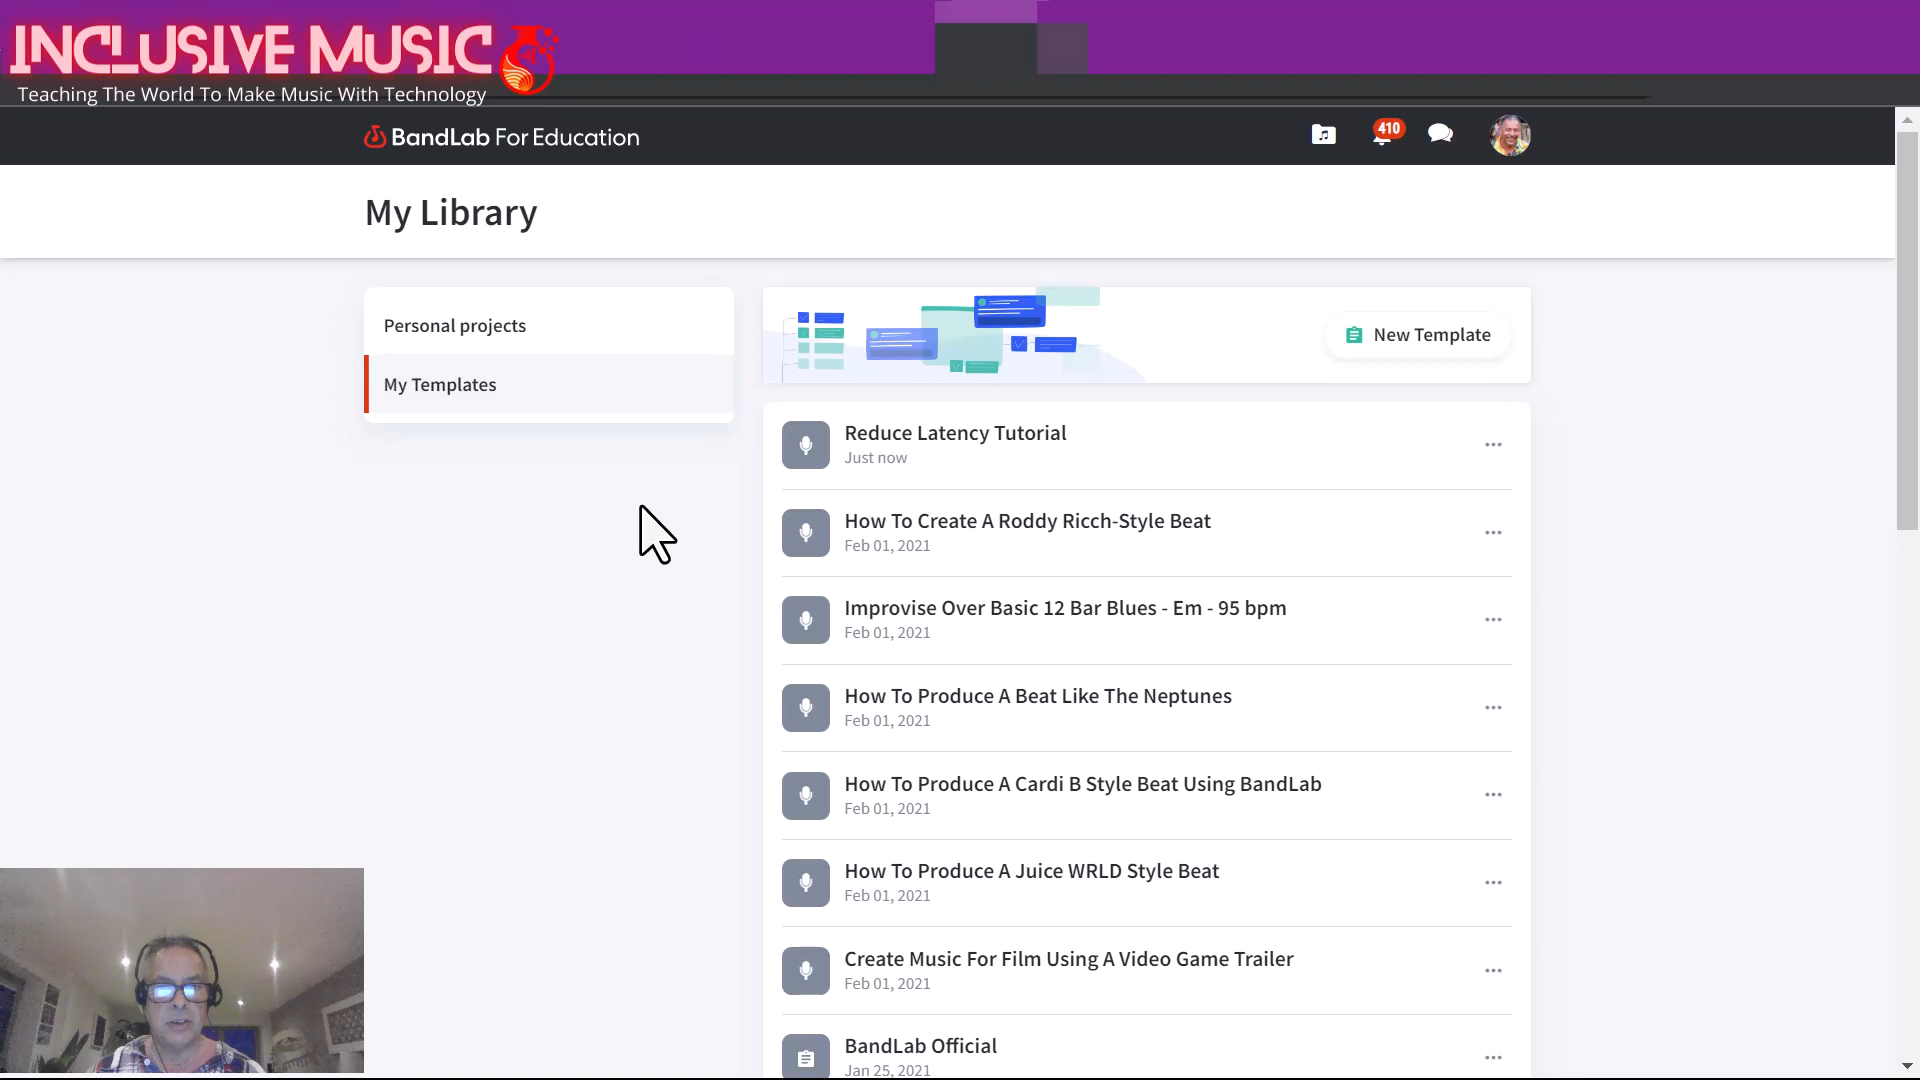 INCLUSIVE MUSIC
Teaching The World To Make Music With Technology
BandLab For Education
410
My Library
Personal projects
My Templates
New Template
Reduce Latency Tutorial
Just now
How To Create A Roddy Ricch-Style Beat
Feb 01, 2021
Improvise Over Basic 12 Bar Blues - Em - 95 bpm
Feb 01, 2021
How To Produce A Beat Like The Neptunes
Feb 01, 2021
How To Produce A Cardi B Style Beat Using BandLab
Feb 01, 2021
How To Produce A Juice WRLD Style Beat
Feb 01, 2021
Create Music For Film Using A Video Game Trailer
Feb 01, 2021
BandLab Official
Jan 25, 2021